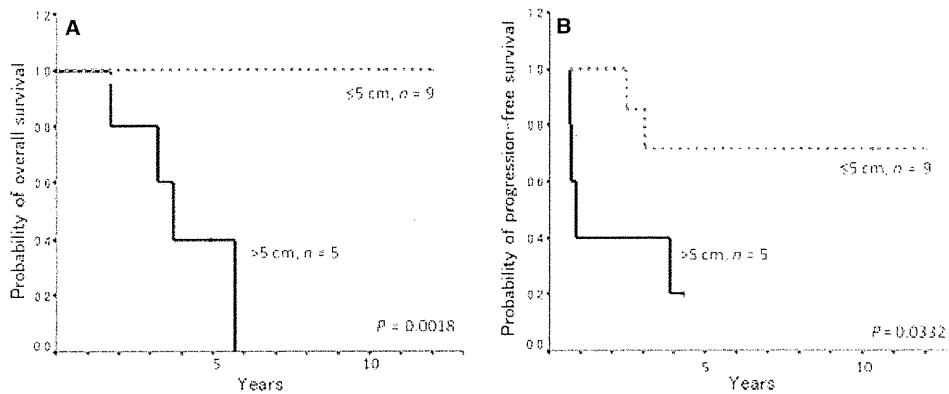 A
Probability of overall survival
1.2
1.0
0.8
0.6
0.4
0.2
0.0
≤5 cm, n = 9
>5 cm, n = 5
P = 0.0018
5
10
Years
B
Probability of progression-free survival
1.2
1.0
0.8
0.6
0.4
0.2
0.0
≤5 cm, n = 9
>5 cm, n = 5
P = 0.0332
5
10
Years